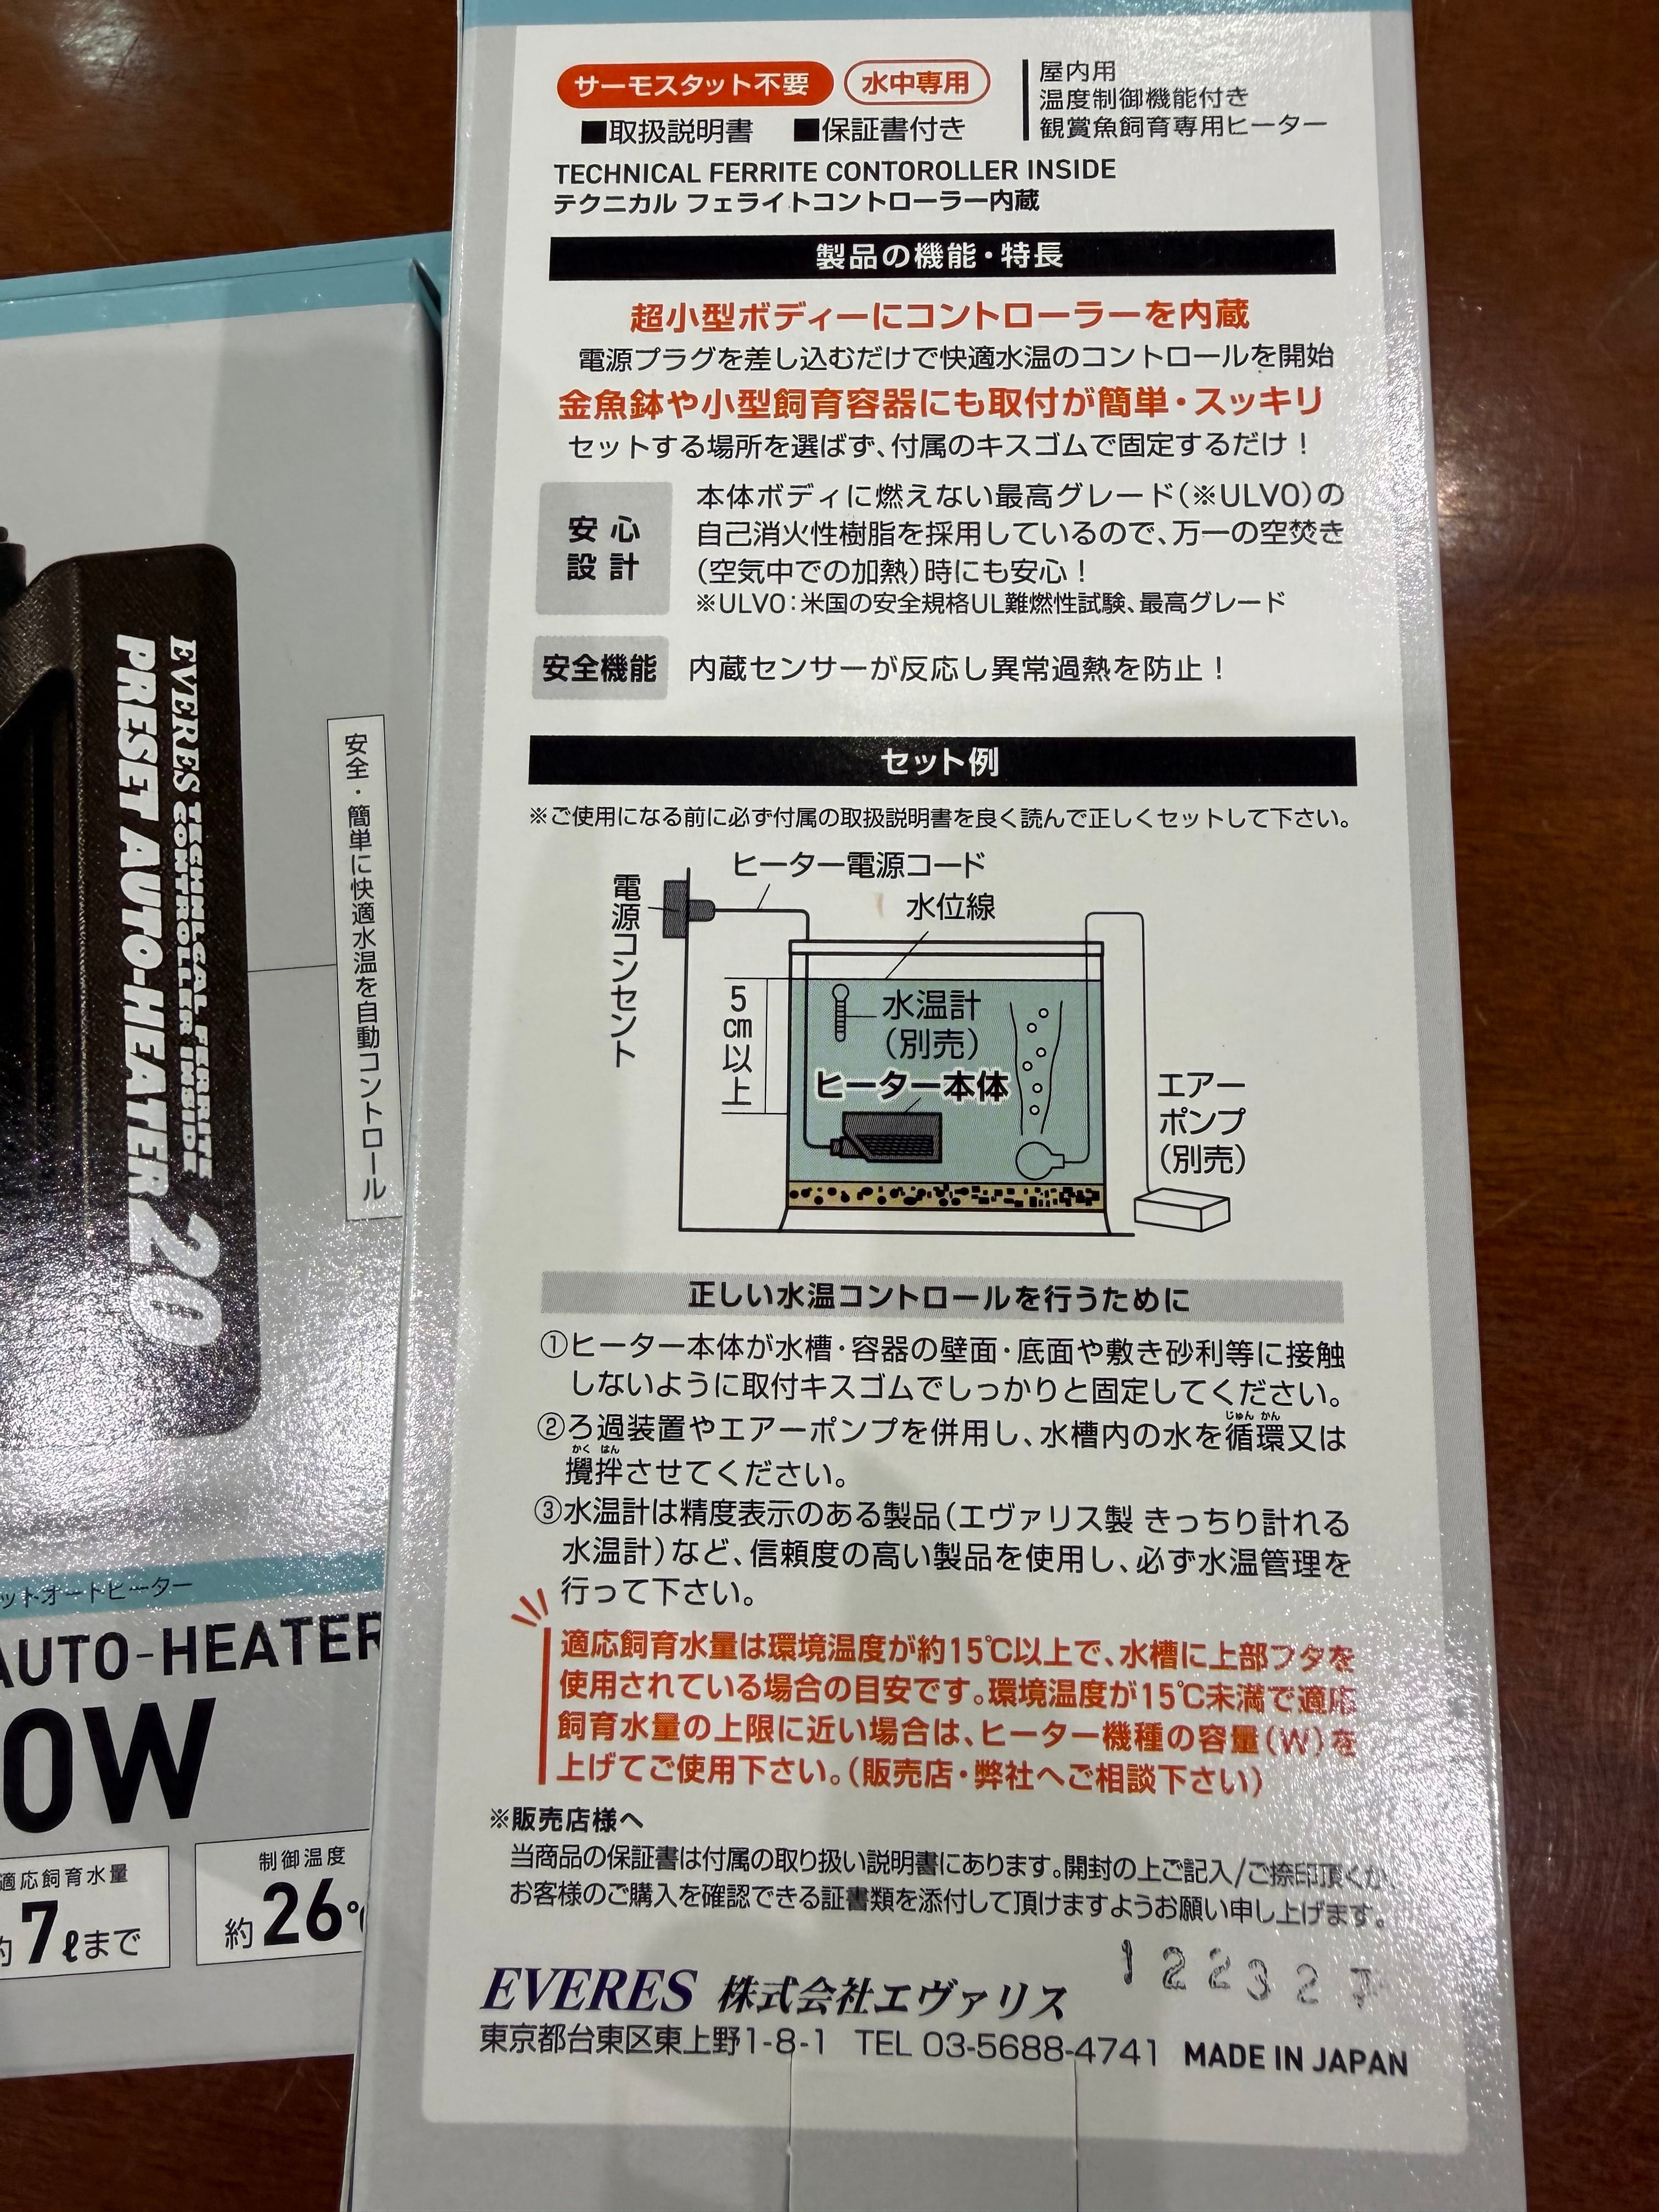 サーモスタット不要 水中専用
■取扱説明書 ■保証書付き
屋内用
温度制御機能付き
観賞魚飼育専用ヒーター
TECHNICAL FERRITE CONTOROLLER INSIDE
テクニカル フェライトコントローラー内蔵
製品の機能・特長
超小型ボディーにコントローラーを内蔵
電源プラグを差し込むだけで快適水温のコントロールを開始
金魚鉢や小型飼育容器にも取付が簡単・スッキリ
セットする場所を選ばず、付属のキスゴムで固定するだけ!
安心
設計
本体ボディに燃えない最高グレード(※ULV0)の
自己消火性樹脂を採用しているので、万一の空焚き
(空気中での加熱)時にも安心!
※ULV0:米国の安全規格UL難燃性試験、最高グレード
安全機能 内蔵センサーが反応し異常過熱を防止!
セット例
※ご使用になる前に必ず付属の取扱説明書を良く読んで正しくセットして下さい。
ヒーター電源コード
電源コンセント
水位線
5cm以上
水温計
(別売)
ヒーター本体
エアー
ポンプ
(別売)
正しい水温コントロールを行うために
①ヒーター本体が水槽・容器の壁面・底面や敷き砂利等に接触
しないように取付キスゴムでしっかりと固定してください。
じゅん かん
②ろ過装置やエアーポンプを併用し、水槽内の水を循環又は
かく はん
攪拌させてください。
③水温計は精度表示のある製品(エヴァリス製 きっちり計れる
水温計)など、信頼度の高い製品を使用し、必ず水温管理を
行って下さい。
適応飼育水量は環境温度が約15℃以上で、水槽に上部フタを
使用されている場合の目安です。環境温度が15℃未満で適応
飼育水量の上限に近い場合は、ヒーター機種の容量(W)を
上げてご使用下さい。(販売店・弊社へご相談下さい)
※販売店様へ
当商品の保証書は付属の取り扱い説明書にあります。開封の上ご記入/ご捺印頂くか、
お客様のご購入を確認できる証書類を添付して頂けますようお願い申し上げます。
122327
EVERES 株式会社エヴァリス
東京都台東区東上野1-8-1 TEL 03-5688-4741 MADE IN JAPAN
EVERES TECHNICAL FERRITE
CONTROLLER INSIDE
PRESET AUTO-HEATER 20
安全・簡単に快適水温を自動コントロール
ットオートヒーター
AUTO-HEATER
0W
適応飼育水量
約7ℓまで
制御温度
約26℃